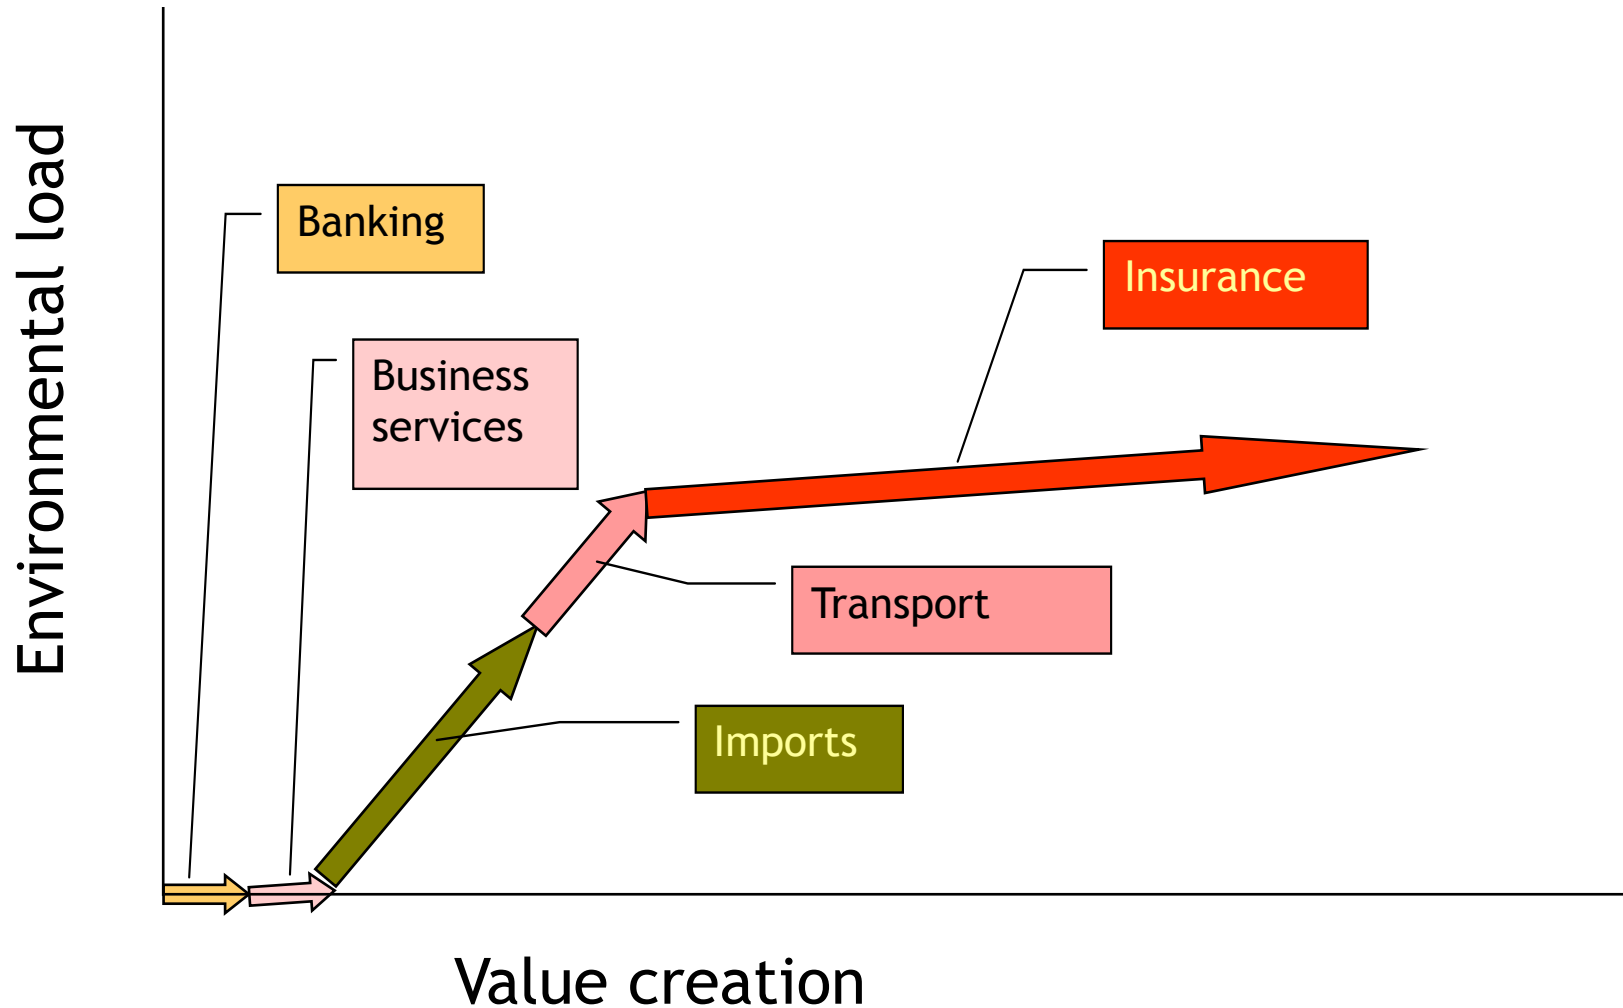 Environmental load
Banking
Insurance
Business
services
Transport
Imports
Value creation